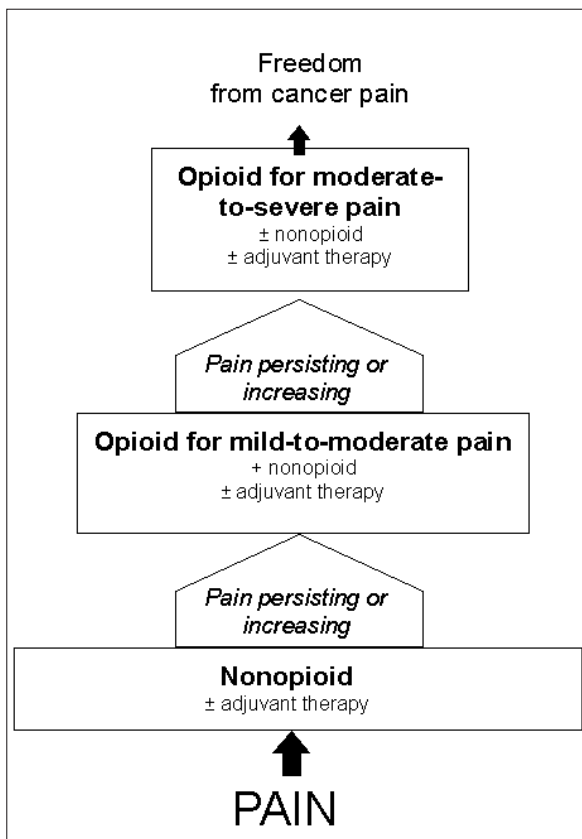 Freedom
from cancer pain
Opioid for moderate-
to-severe pain
± nonopioid
± adjuvant therapy
Pain persisting or
increasing
Opioid for mild-to-moderate pain
+ nonopioid
± adjuvant therapy
Pain persisting or
increasing
Nonopioid
± adjuvant therapy
PAIN